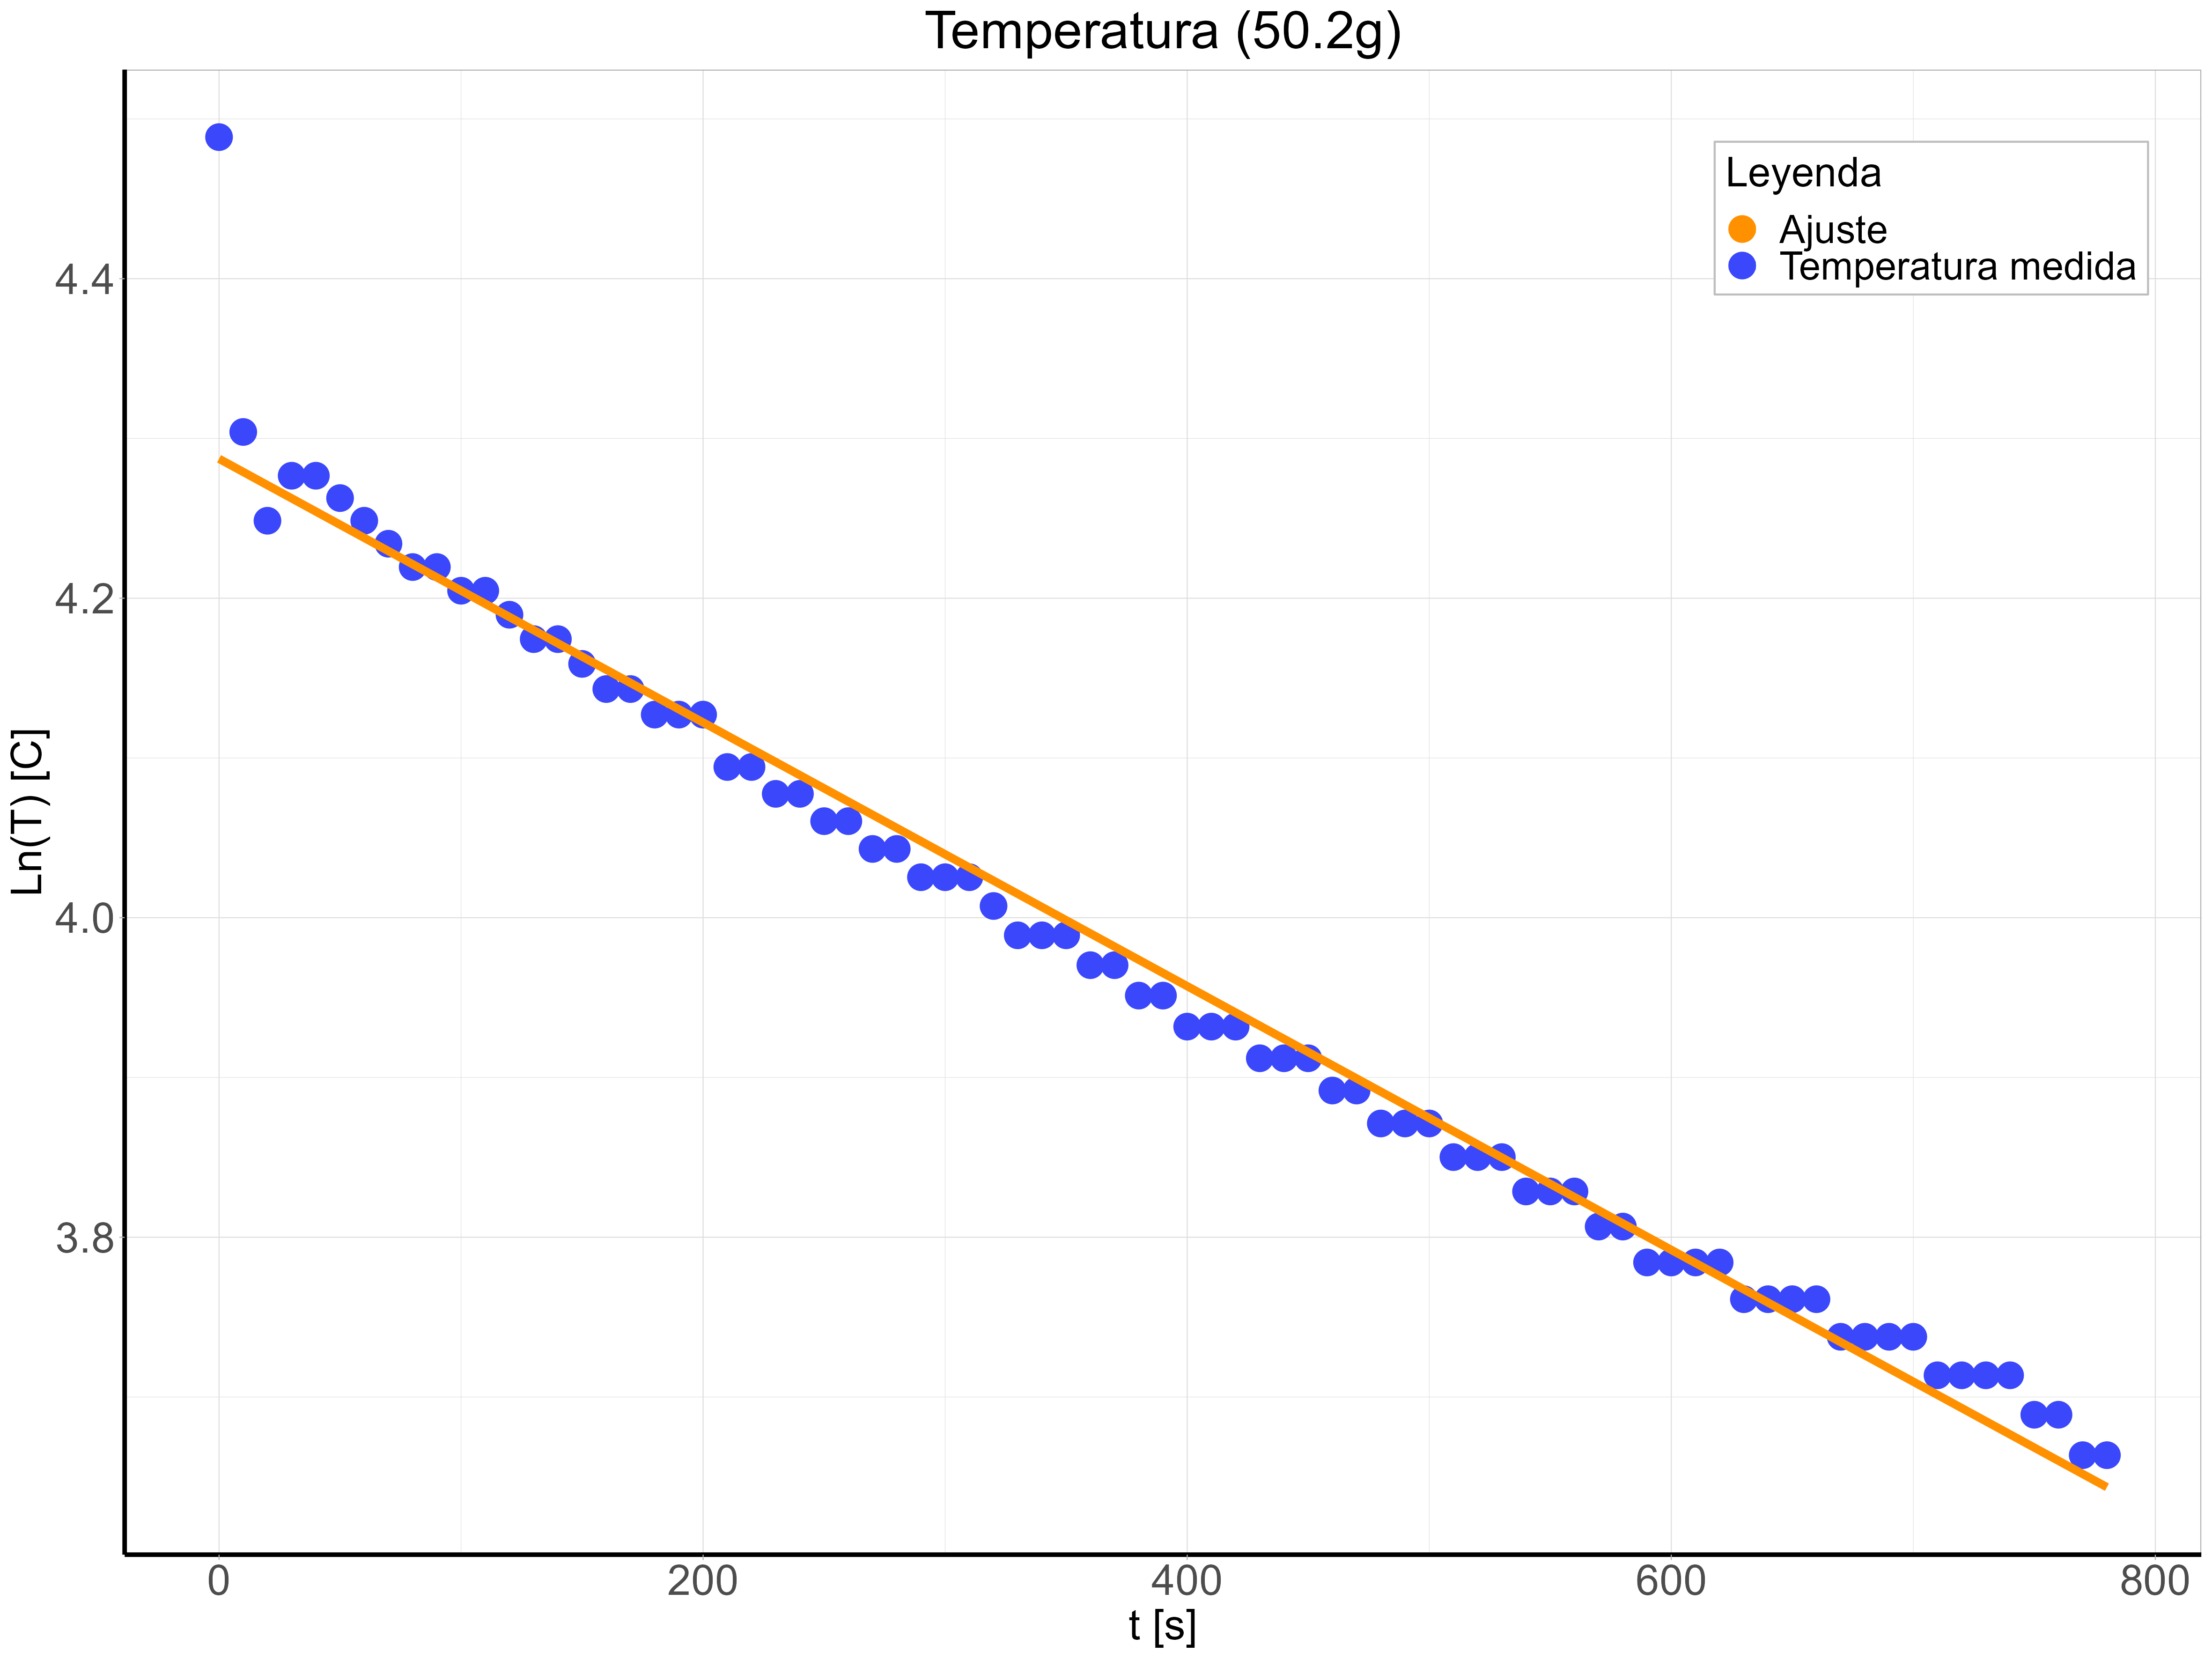 Temperatura (50.2g)
Leyenda
Ajuste
Temperatura medida
Ln(T) [C]
4.4
4.2
4.0
3.8
0 200 400 600 800
t [s]